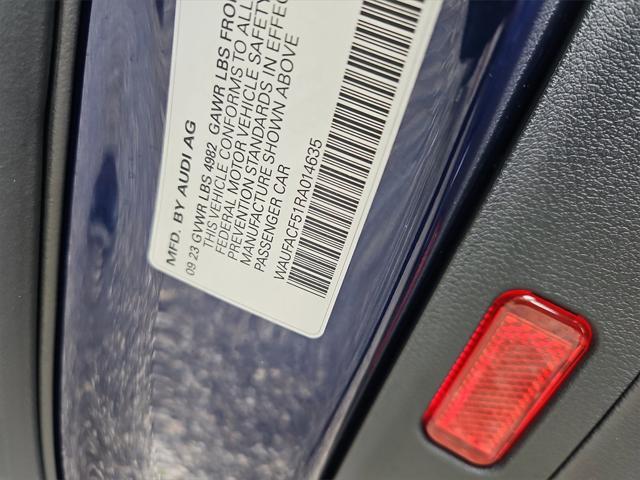 MFD. BY AUDI AG
09 23 GVWR LBS 4982 GAWR LBS FRO
THIS VEHICLE CONFORMS TO ALL
FEDERAL MOTOR VEHICLE SAFETY
PREVENTION STANDARDS IN EFFEC
MANUFACTURE SHOWN ABOVE
PASSENGER CAR
WAUFACF51RA014635